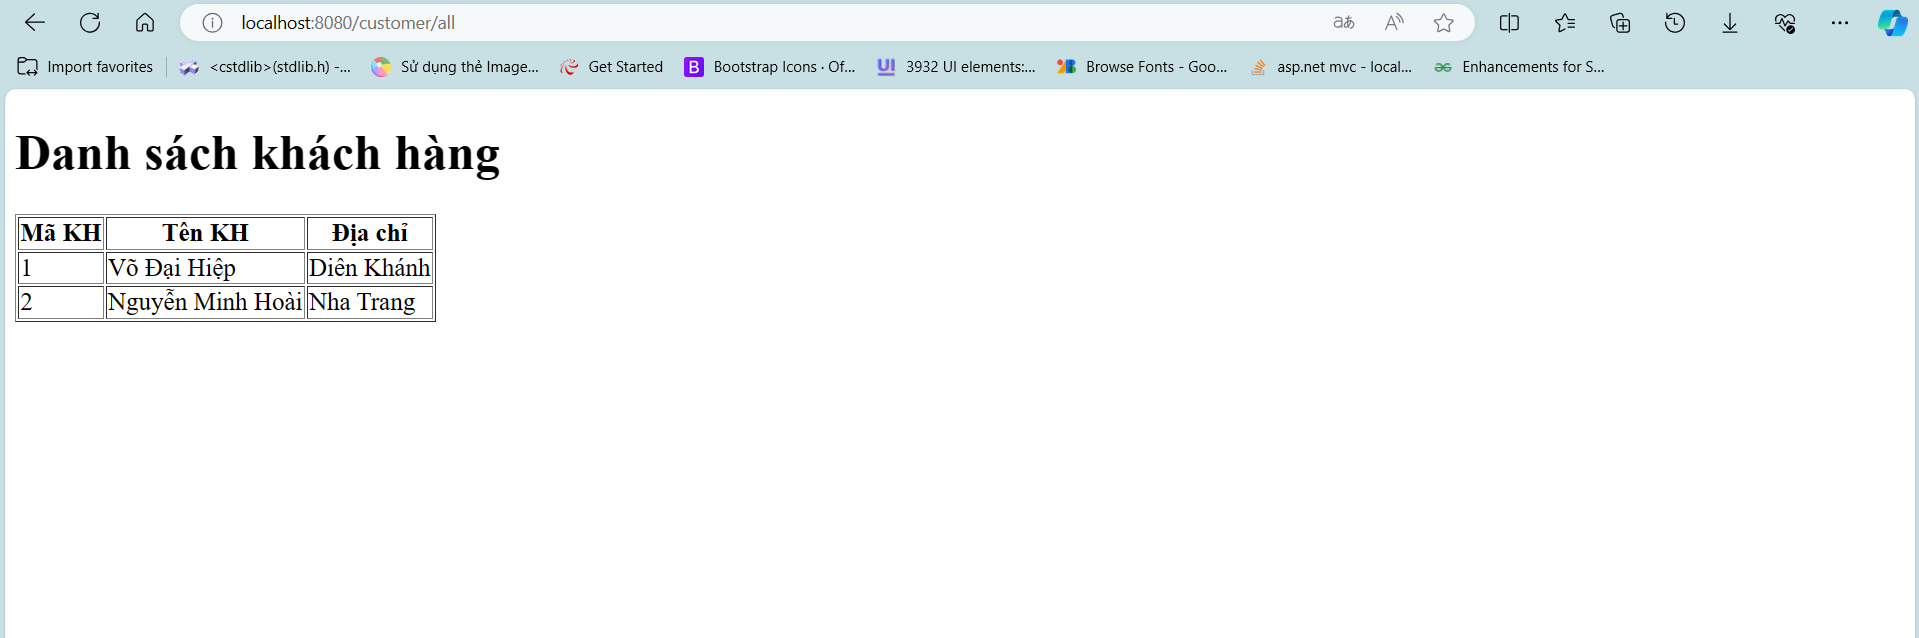 localhost:8080/customer/all
Import favorites <cstdlib>(stdlib.h) -... Sử dụng thẻ Image... Get Started Bootstrap Icons · Of... 3932 UI elements:... Browse Fonts - Goo... asp.net mvc - local... Enhancements for S...
Danh sách khách hàng
Mã KH Tên KH Địa chỉ
1 Võ Đại Hiệp Diên Khánh
2 Nguyễn Minh Hoài Nha Trang